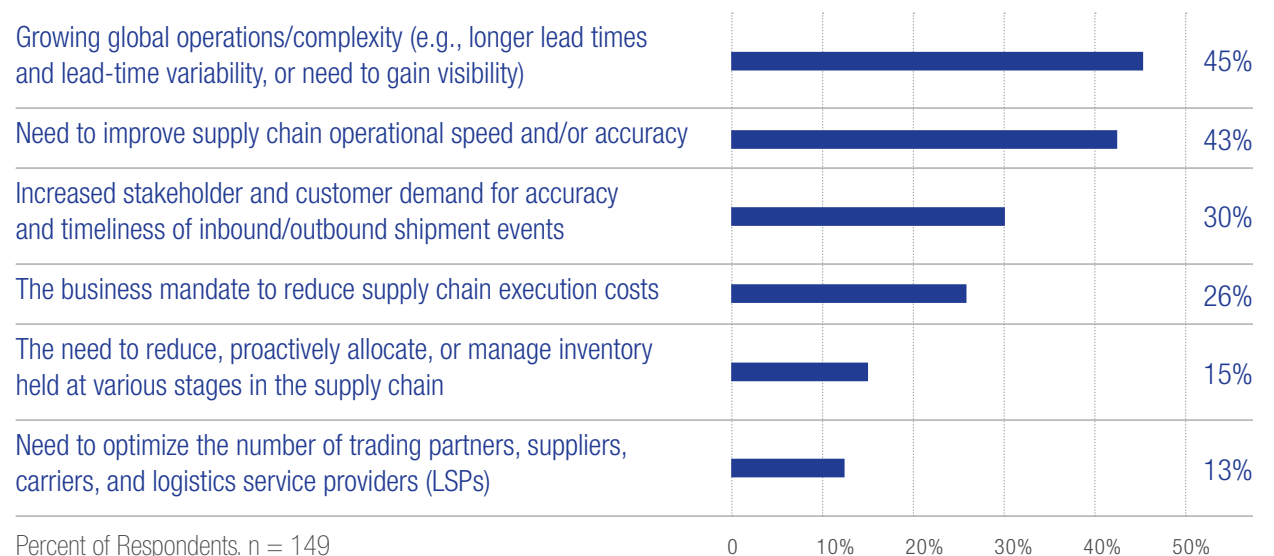 Growing global operations/complexity (e.g., longer lead times
and lead-time variability, or need to gain visibility)
45%
Need to improve supply chain operational speed and/or accuracy
43%
Increased stakeholder and customer demand for accuracy
and timeliness of inbound/outbound shipment events
30%
The business mandate to reduce supply chain execution costs
26%
The need to reduce, proactively allocate, or manage inventory
held at various stages in the supply chain
15%
Need to optimize the number of trading partners, suppliers,
carriers, and logistics service providers (LSPs)
13%
Percent of Respondents. n = 149
0 10% 20% 30% 40% 50%